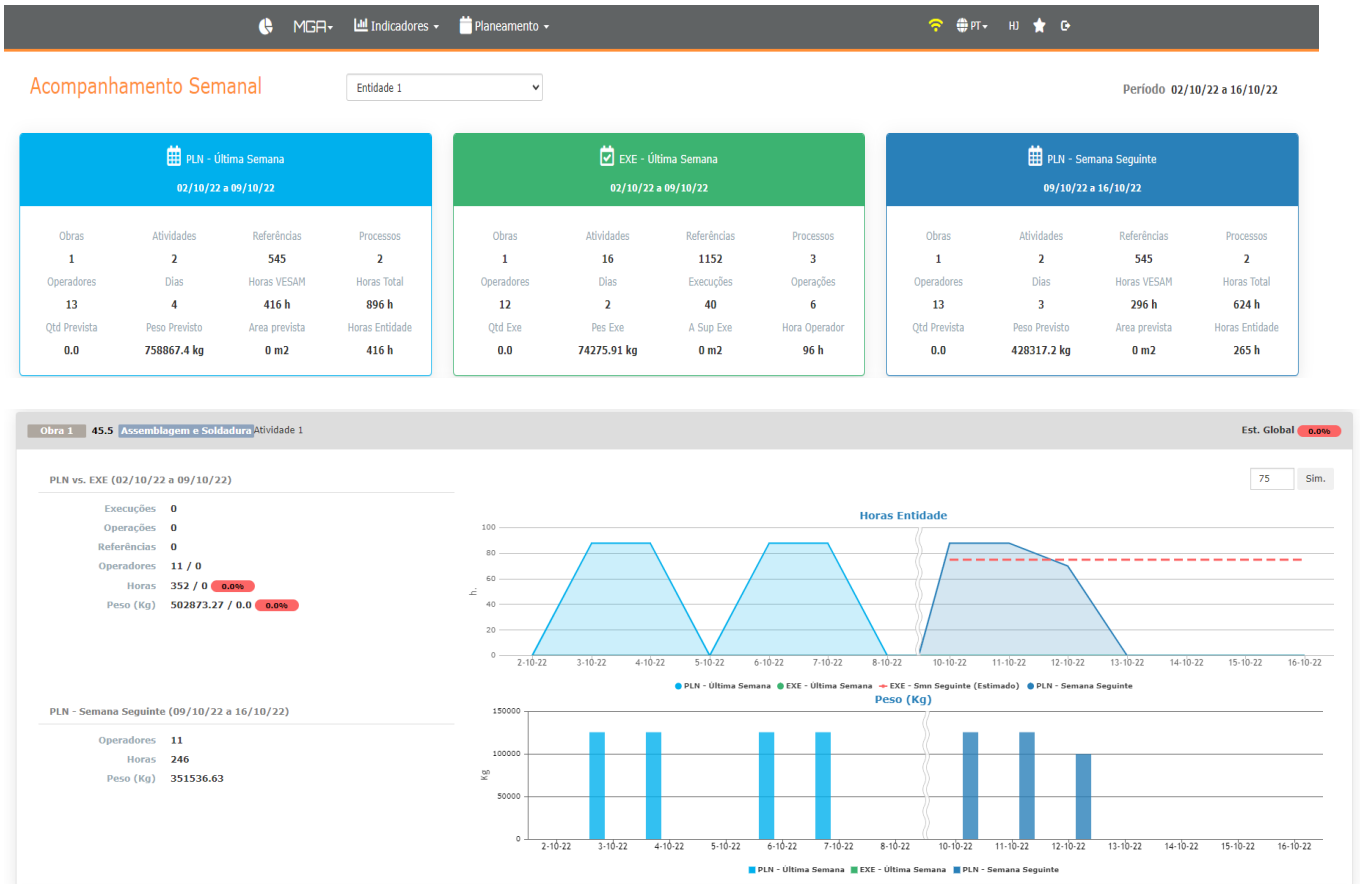 MGA Indicadores Planeamento PT HJ
Acompanhamento Semanal Entidade 1 Período 02/10/22 a 16/10/22
PLN - Última Semana
02/10/22 a 09/10/22
Obras Atividades Referências Processos
1 2 545 2
Operadores Dias Horas VESAM Horas Total
13 4 416 h 896 h
Qtd Prevista Peso Previsto Area prevista Horas Entidade
0.0 758867.4 kg 0 m2 416 h
EXE - Última Semana
02/10/22 a 09/10/22
Obras Atividades Referências Processos
1 16 1152 3
Operadores Dias Execuções Operações
12 2 40 6
Qtd Exe Pes Exe A Sup Exe Hora Operador
0.0 74275.91 kg 0 m2 96 h
PLN - Semana Seguinte
09/10/22 a 16/10/22
Obras Atividades Referências Processos
1 2 545 2
Operadores Dias Horas VESAM Horas Total
13 3 296 h 624 h
Qtd Prevista Peso Previsto Area prevista Horas Entidade
0.0 428317.2 kg 0 m2 265 h
Obra 1 45.5 Assemblagem e Soldadura Atividade 1 Est. Global 0.0%
PLN vs. EXE (02/10/22 a 09/10/22)
Execuções 0
Operações 0
Referências 0
Operadores 11 / 0
Horas 352 / 0 0.0%
Peso (Kg) 502873.27 / 0.0 0.0%
75 Sim.
Horas Entidade
100
80
60
40
20
0
h.
2-10-22 3-10-22 4-10-22 5-10-22 6-10-22 7-10-22 8-10-22 10-10-22 11-10-22 12-10-22 13-10-22 14-10-22 15-10-22 16-10-22
PLN - Última Semana EXE - Última Semana EXE - Smn Seguinte (Estimado) PLN - Semana Seguinte
PLN - Semana Seguinte (09/10/22 a 16/10/22)
Operadores 11
Horas 246
Peso (Kg) 351536.63
Peso (Kg)
150000
100000
50000
0
Kg
2-10-22 3-10-22 4-10-22 5-10-22 6-10-22 7-10-22 8-10-22 10-10-22 11-10-22 12-10-22 13-10-22 14-10-22 15-10-22 16-10-22
PLN - Última Semana EXE - Última Semana PLN - Semana Seguinte